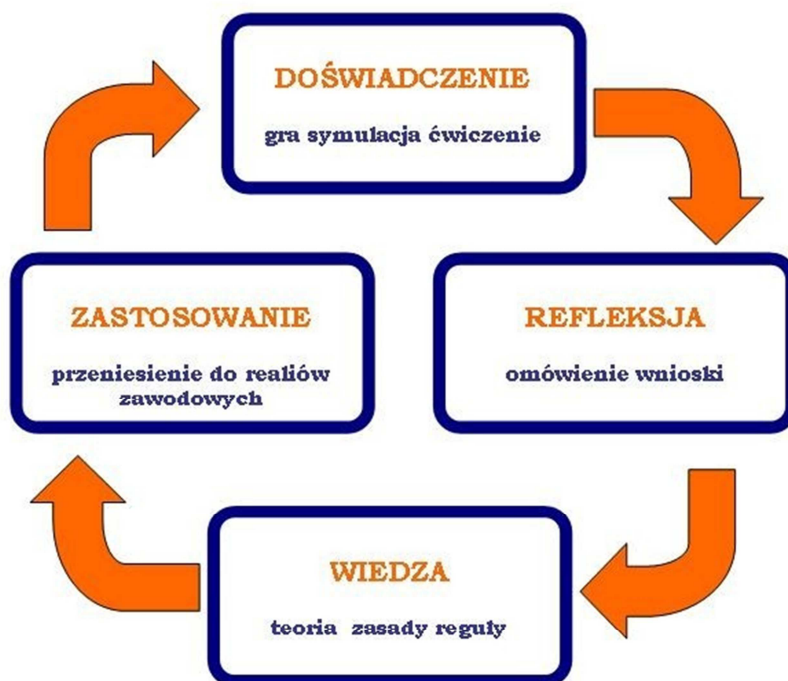 DOŚWIADCZENIE
gra symulacja ćwiczenie
ZASTOSOWANIE
przeniesienie do realiów
zawodowych
REFLEKSJA
omówienie wnioski
WIEDZA
teoria zasady reguły